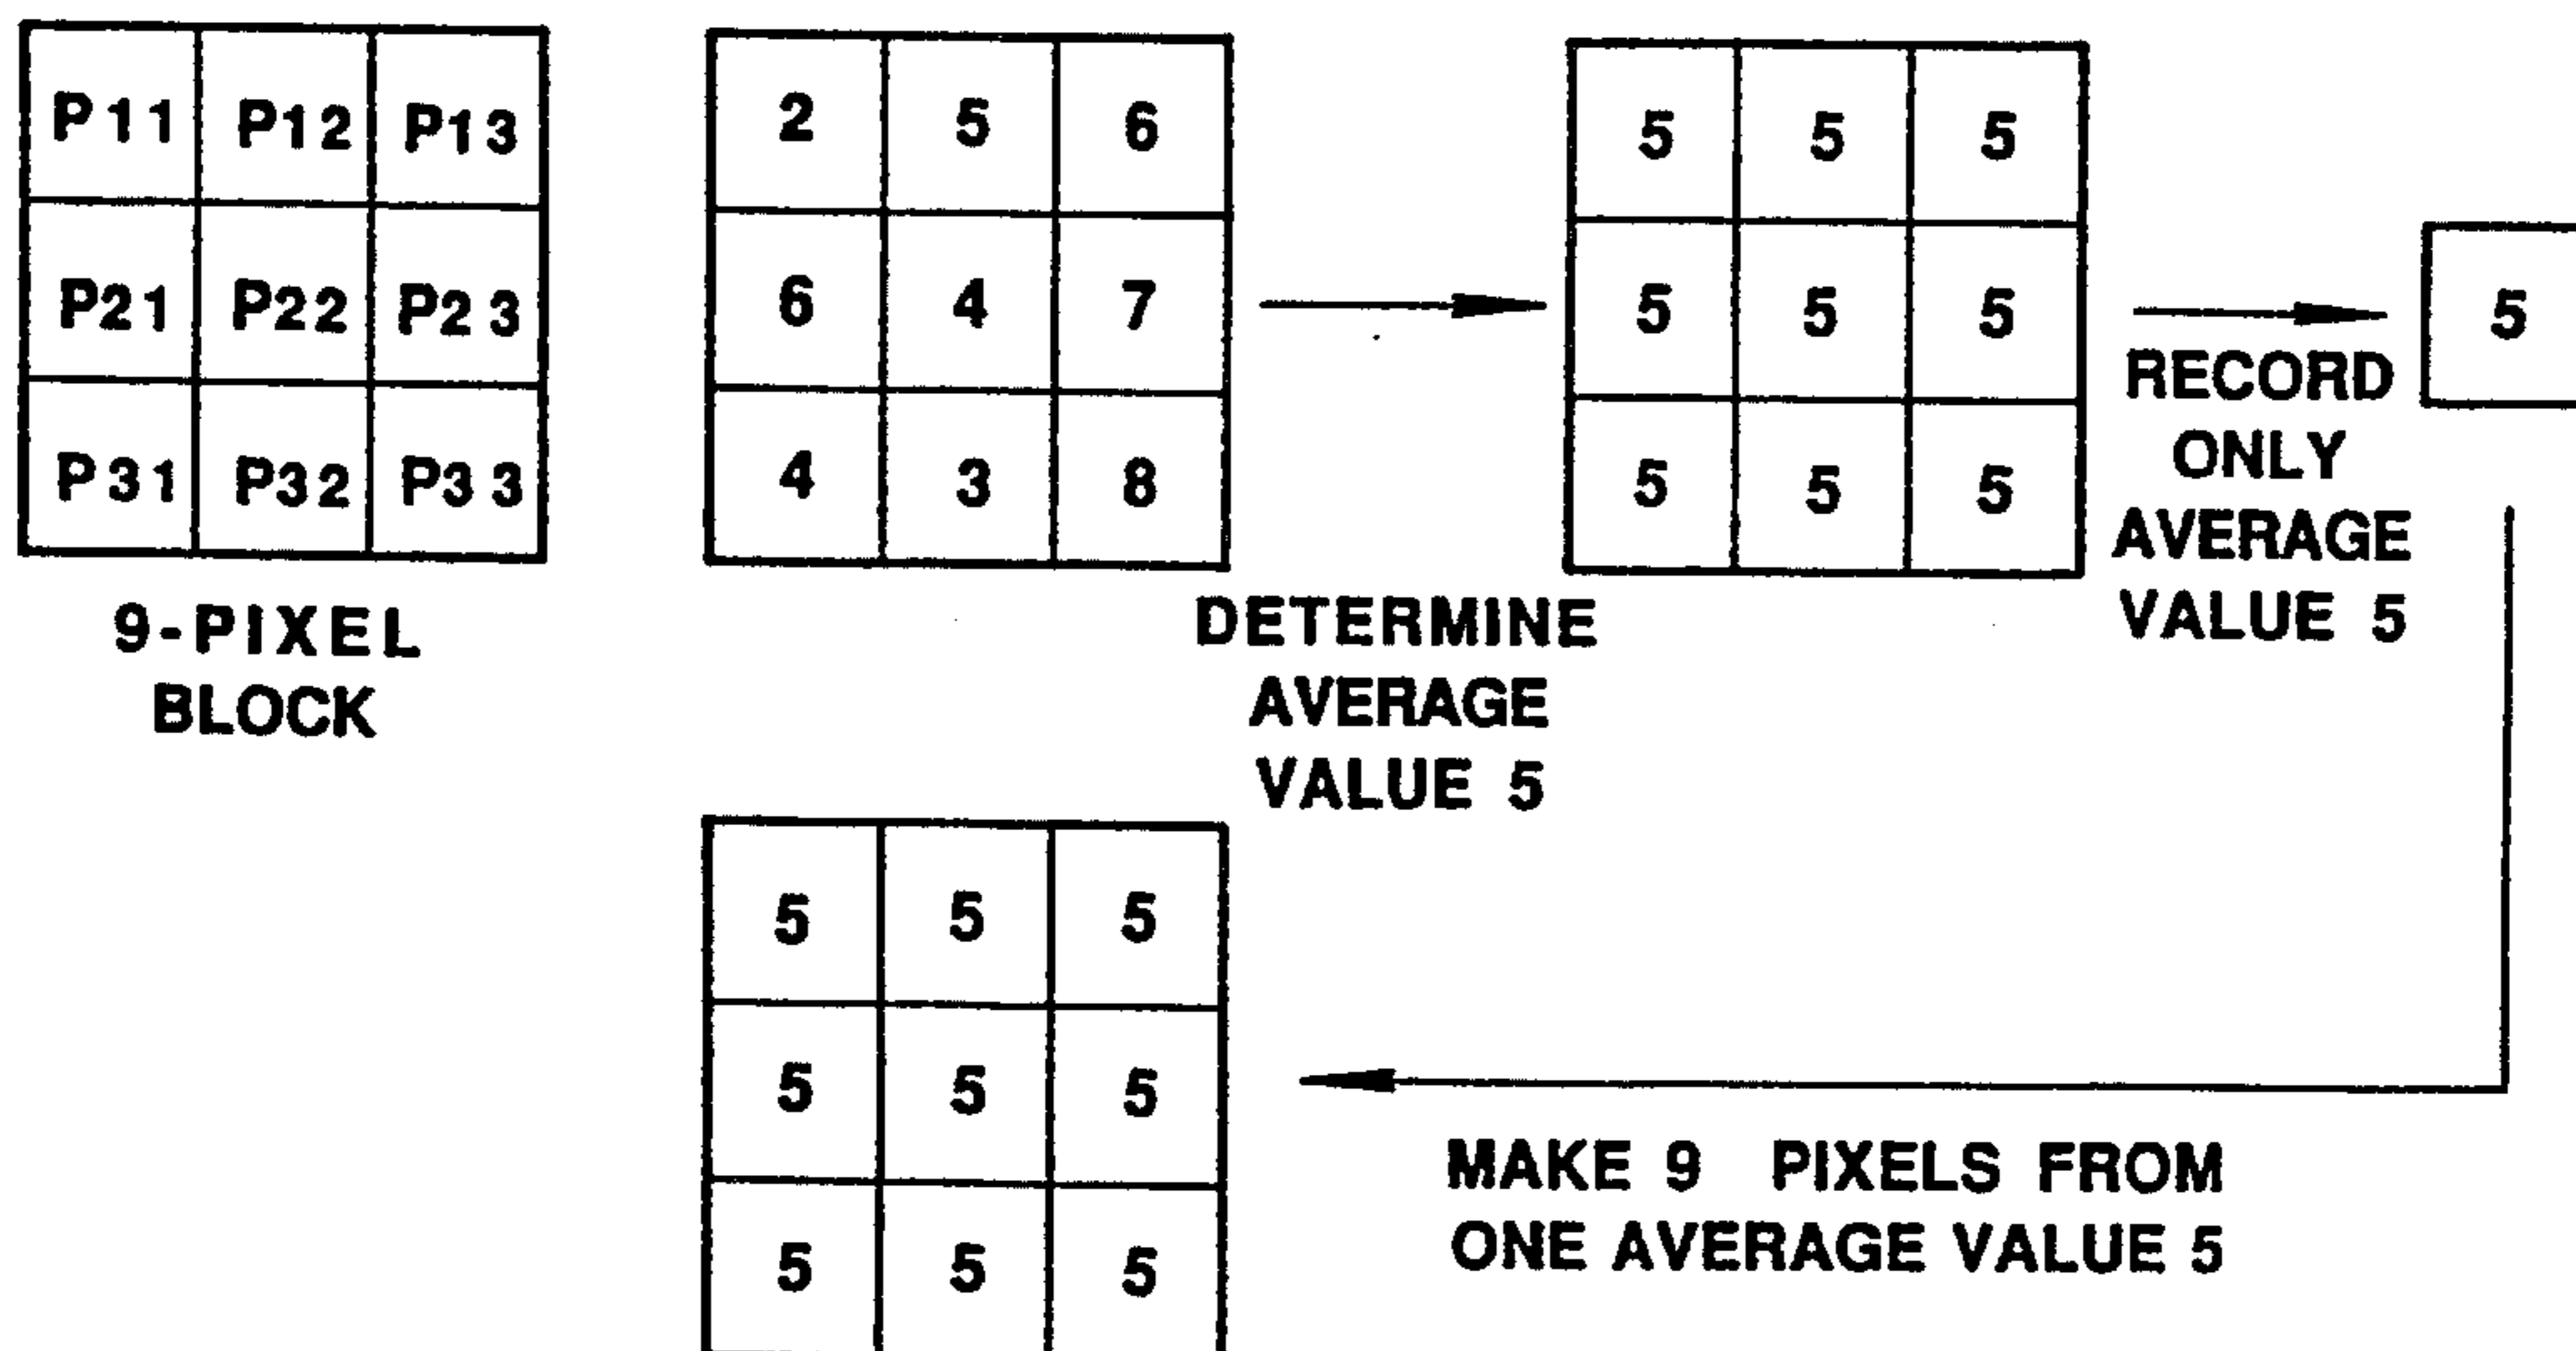 P11 P12 P13
P21 P22 P23
P31 P32 P33
9-PIXEL
BLOCK
2 5 6
6 4 7
4 3 8
DETERMINE
AVERAGE
VALUE 5
5 5 5
5 5 5
5 5 5
RECORD
ONLY
AVERAGE
VALUE 5
5
MAKE 9 PIXELS FROM
ONE AVERAGE VALUE 5
5 5 5
5 5 5
5 5 5